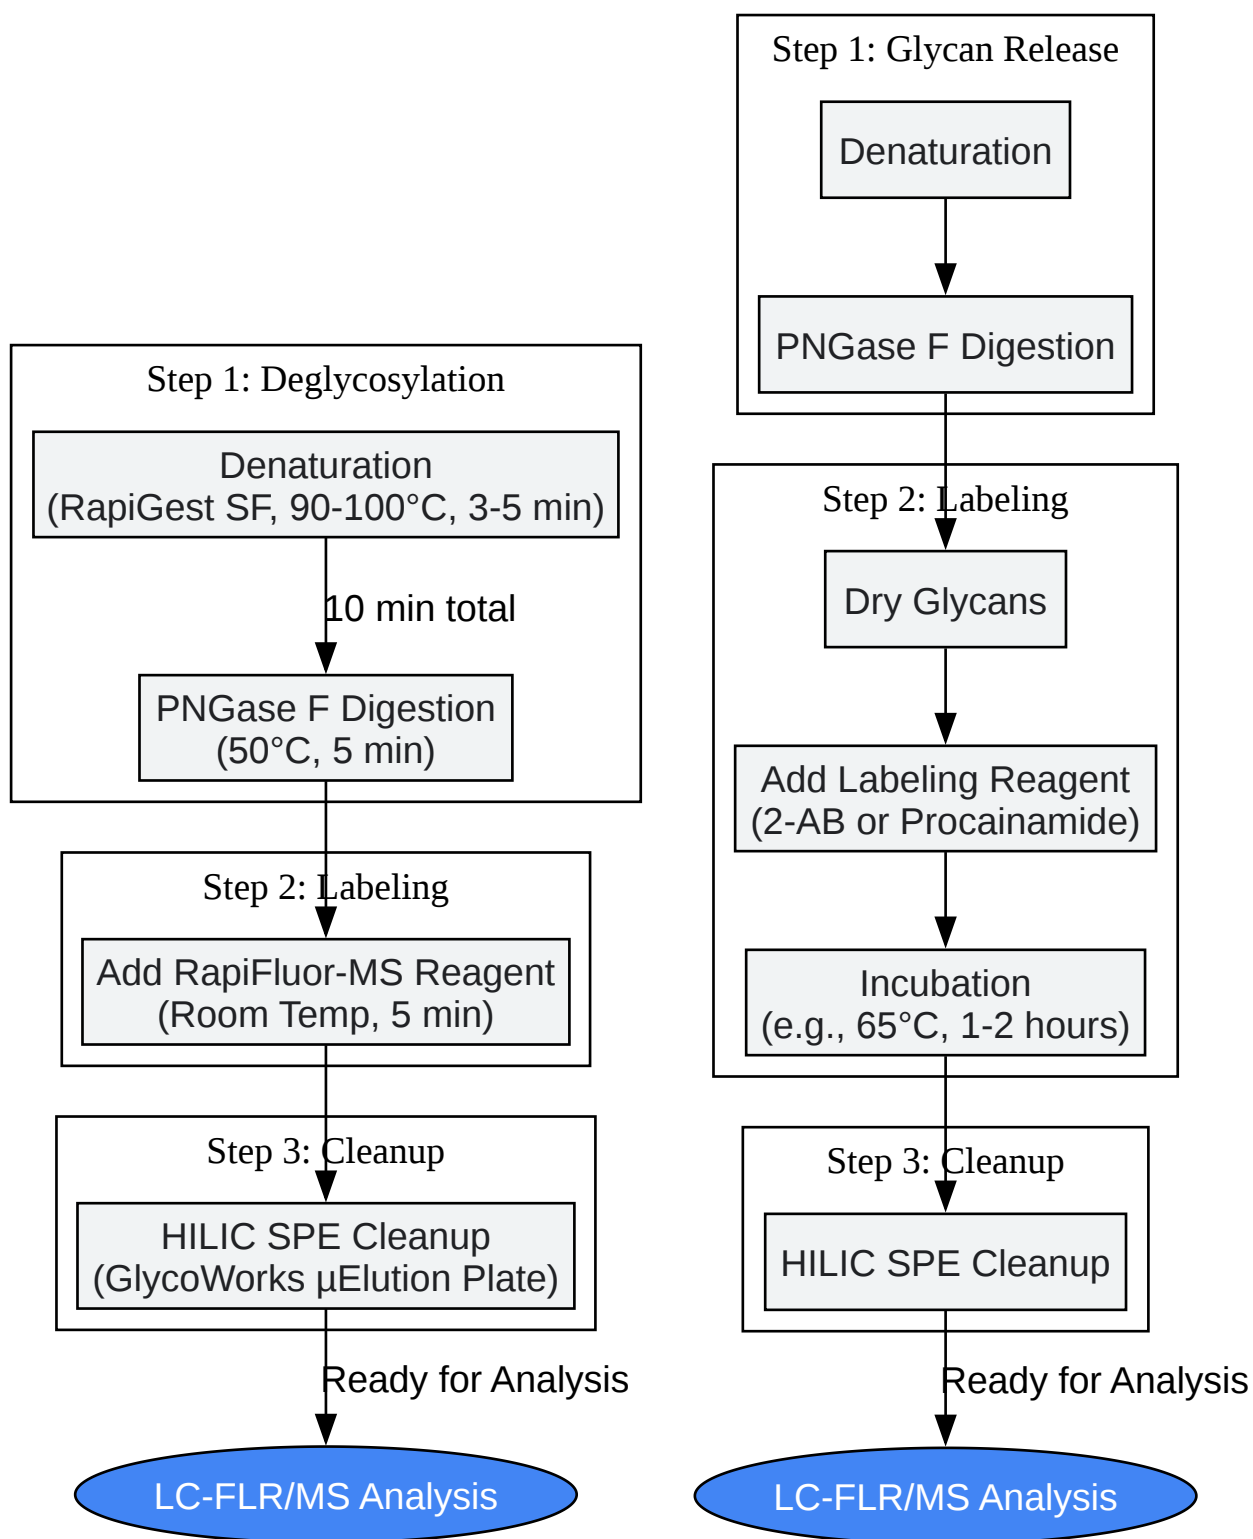 Step 1: Deglycosylation
Denaturation
(RapiGest SF, 90-100°C, 3-5 min)
10 min total
PNGase F Digestion
(50°C, 5 min)
Step 2: Labeling
Add RapiFluor-MS Reagent
(Room Temp, 5 min)
Step 3: Cleanup
HILIC SPE Cleanup
(GlycoWorks µElution Plate)
Ready for Analysis
LC-FLR/MS Analysis
Step 1: Glycan Release
Denaturation
PNGase F Digestion
Step 2: Labeling
Dry Glycans
Add Labeling Reagent
(2-AB or Procainamide)
Incubation
(e.g., 65°C, 1-2 hours)
Step 3: Cleanup
HILIC SPE Cleanup
Ready for Analysis
LC-FLR/MS Analysis